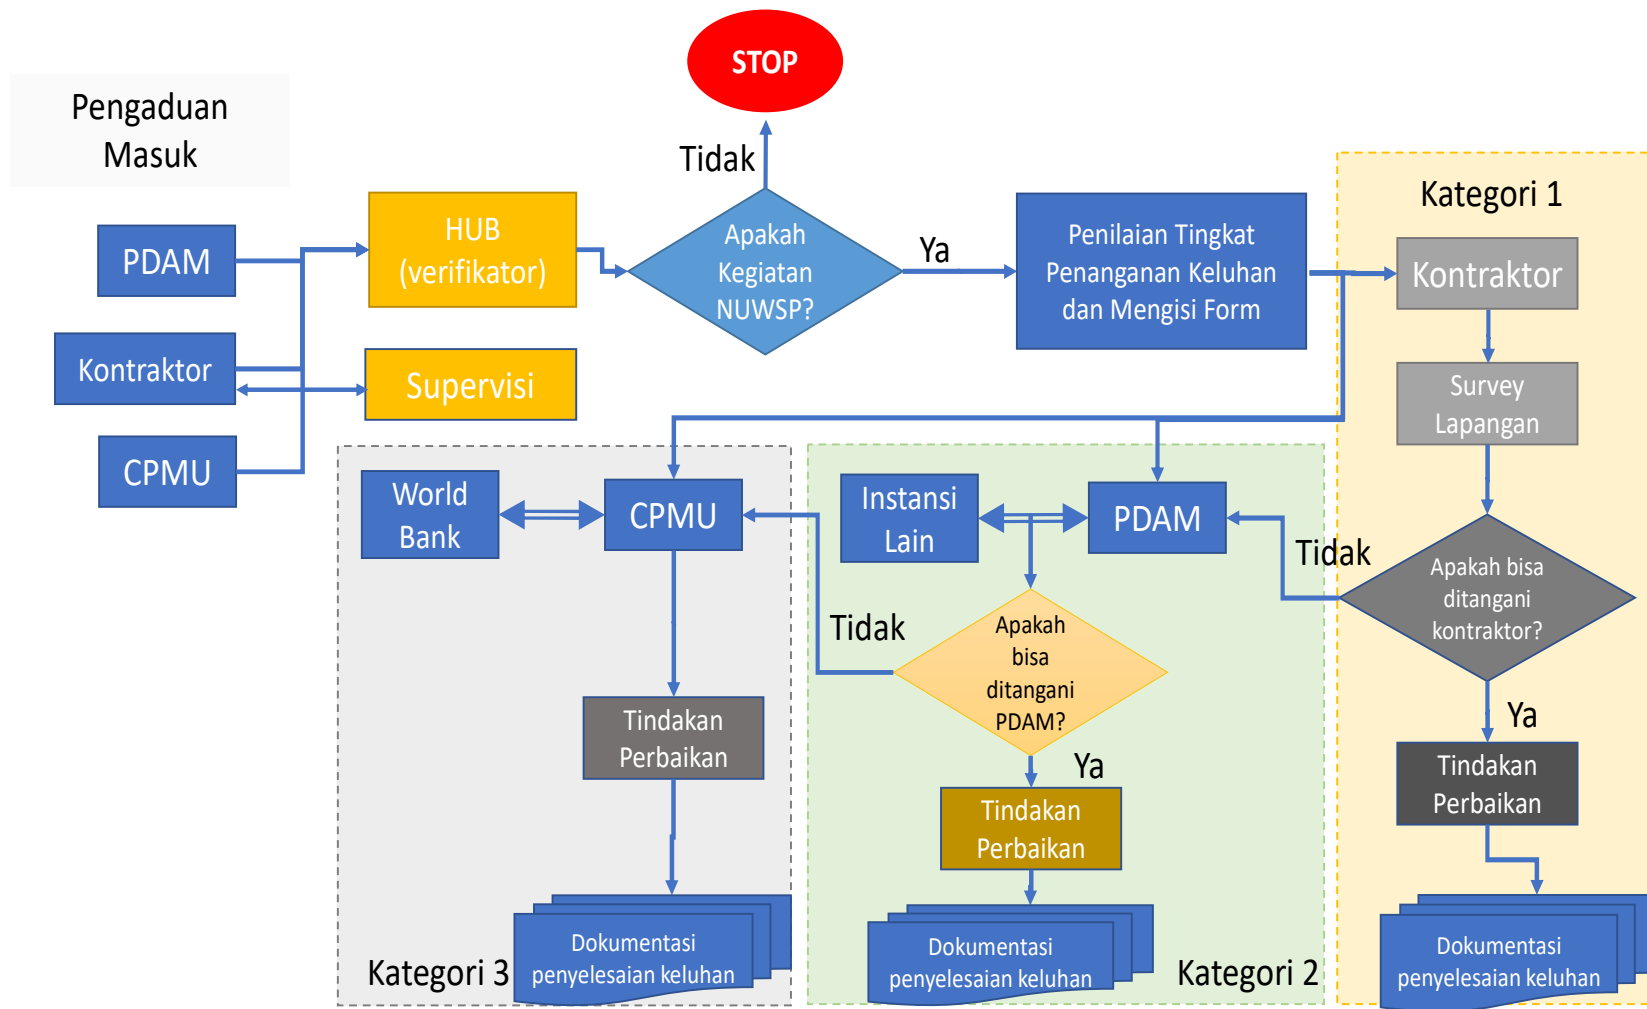 STOP
Pengaduan
Masuk
Tidak
PDAM
HUB
(verifikator)
Apakah
Kegiatan
NUWSP?
Ya
Penilaian Tingkat
Penanganan Keluhan
dan Mengisi Form
Kategori 1
Kontraktor
Kontraktor
Supervisi
Survey
Lapangan
CPMU
World
Bank
CPMU
Instansi
Lain
PDAM
Tidak
Apakah bisa
ditangani
kontraktor?
Tidak
Apakah
bisa
ditangani
PDAM?
Ya
Tindakan
Perbaikan
Ya
Tindakan
Perbaikan
Tindakan
Perbaikan
Kategori 3
Dokumentasi
penyelesaian keluhan
Dokumentasi
penyelesaian keluhan
Kategori 2
Dokumentasi
penyelesaian keluhan